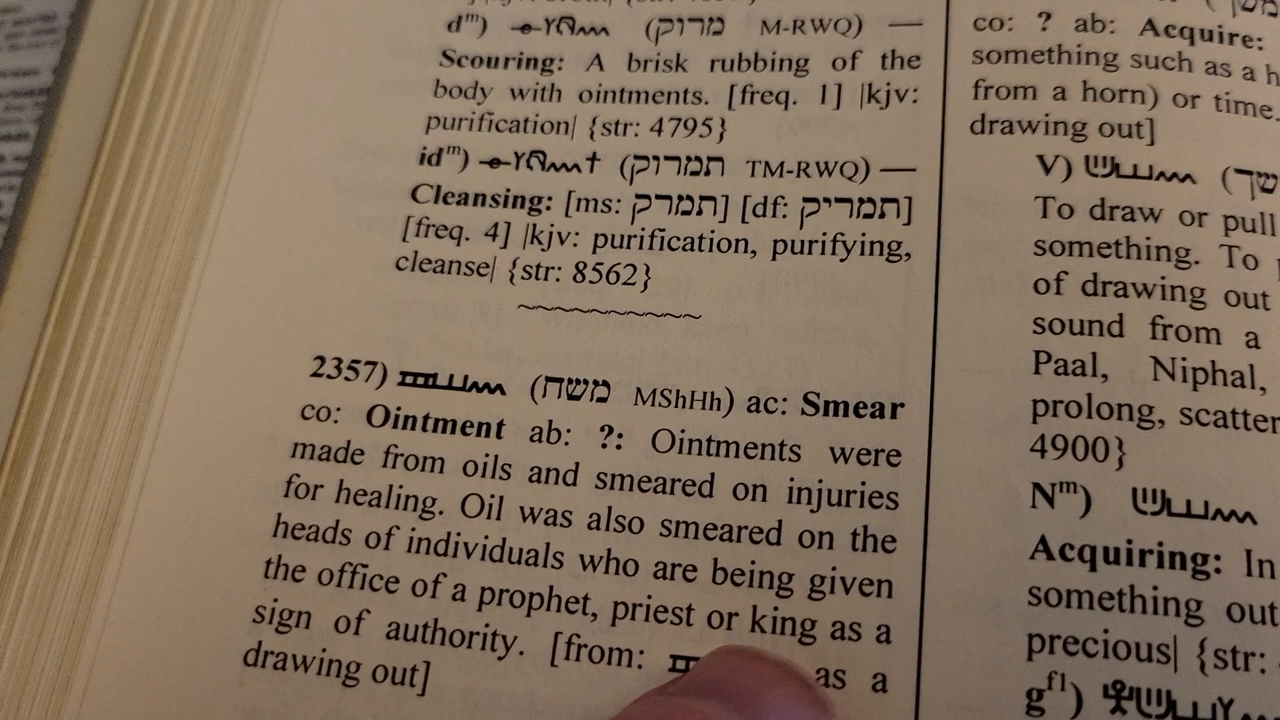 dᵐ) (מרוק M-RWQ) —
Scouring: A brisk rubbing of the
body with ointments. [freq. 1] |kjv:
purification| {str: 4795}
idᵐ) (תמרוק TM-RWQ) —
Cleansing: [ms: תמרק] [df: תמריק]
[freq. 4] |kjv: purification, purifying,
cleanse| {str: 8562}
~~~~~~~~~~
2357) (משח MShHh) ac: Smear
co: Ointment ab: ?: Ointments were
made from oils and smeared on injuries
for healing. Oil was also smeared on the
heads of individuals who are being given
the office of a prophet, priest or king as a
sign of authority. [from: as a
drawing out]
co: ? ab: Acquire:
something such as a
from a horn) or time.
drawing out]
V) (
To draw or pull
something. To
of drawing out
sound from a
Paal, Niphal,
prolong, scatter
4900}
Nᵐ)
Acquiring: In
something out
precious| {str:
gᶠ¹)